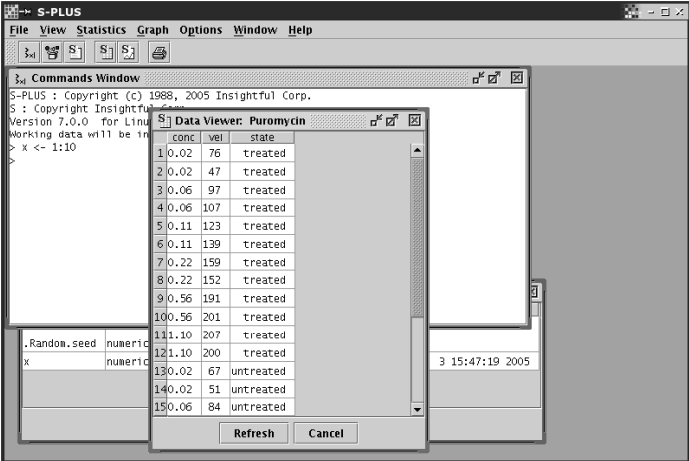 S-PLUS
File View Statistics Graph Options Window Help
Commands Window
S-PLUS : Copyright (c) 1988, 2005 Insightful Corp.
S : Copyright Insightful
Version 7.0.0 for Linu
Working data will be in
> x <- 1:10
>
Data Viewer: Puromycin
conc vel state
1 0.02 76 treated
2 0.02 47 treated
3 0.06 97 treated
4 0.06 107 treated
5 0.11 123 treated
6 0.11 139 treated
7 0.22 159 treated
8 0.22 152 treated
9 0.56 191 treated
10 0.56 201 treated
11 1.10 207 treated
12 1.10 200 treated
13 0.02 67 untreated
14 0.02 51 untreated
15 0.06 84 untreated
Refresh Cancel
.Random.seed numeric
x numeric 3 15:47:19 2005